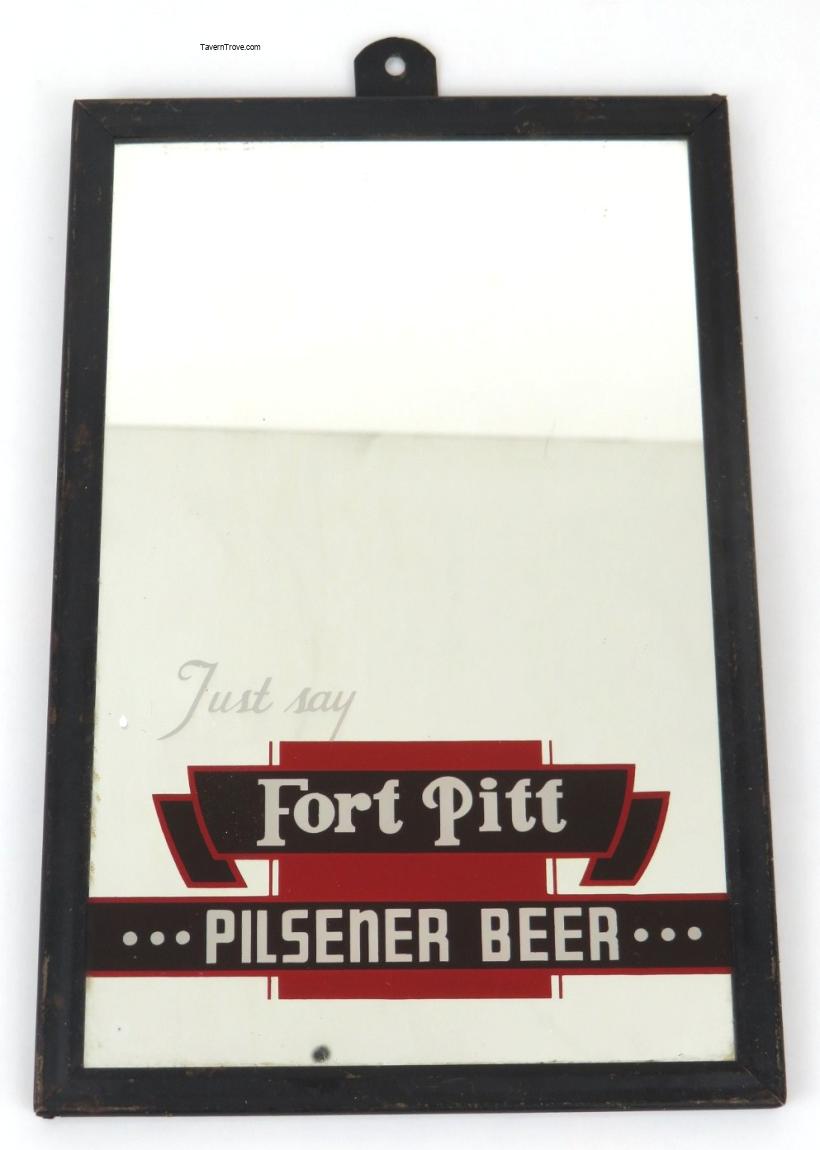 TavernTrove.com
Just say
Fort Pitt
PILSENER BEER